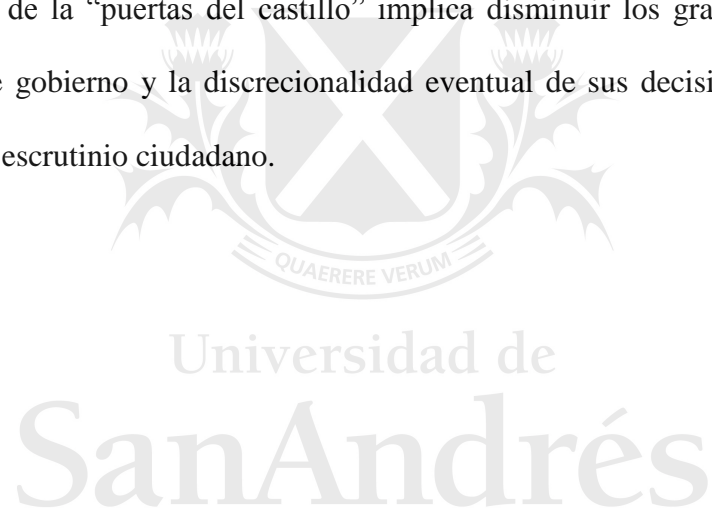 de la “puertas del castillo” implica disminuir los gra
e gobierno y la discrecionalidad eventual de sus decisi
escrutinio ciudadano.
QUAERERE VERUM
Universidad de
SanAndrés